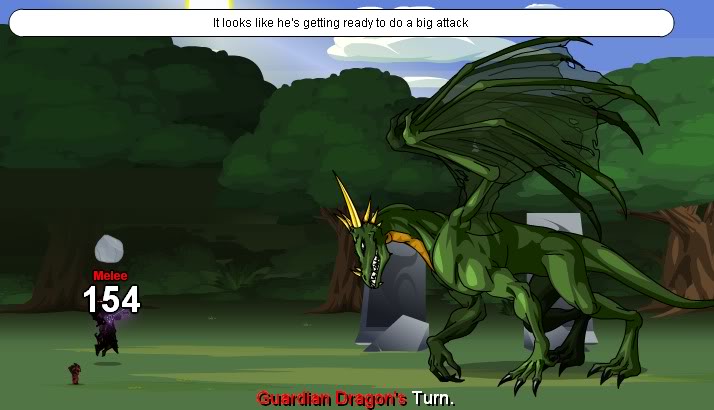 It looks like he's getting ready to do a big attack
Melee
154
Guardian Dragon's Turn.